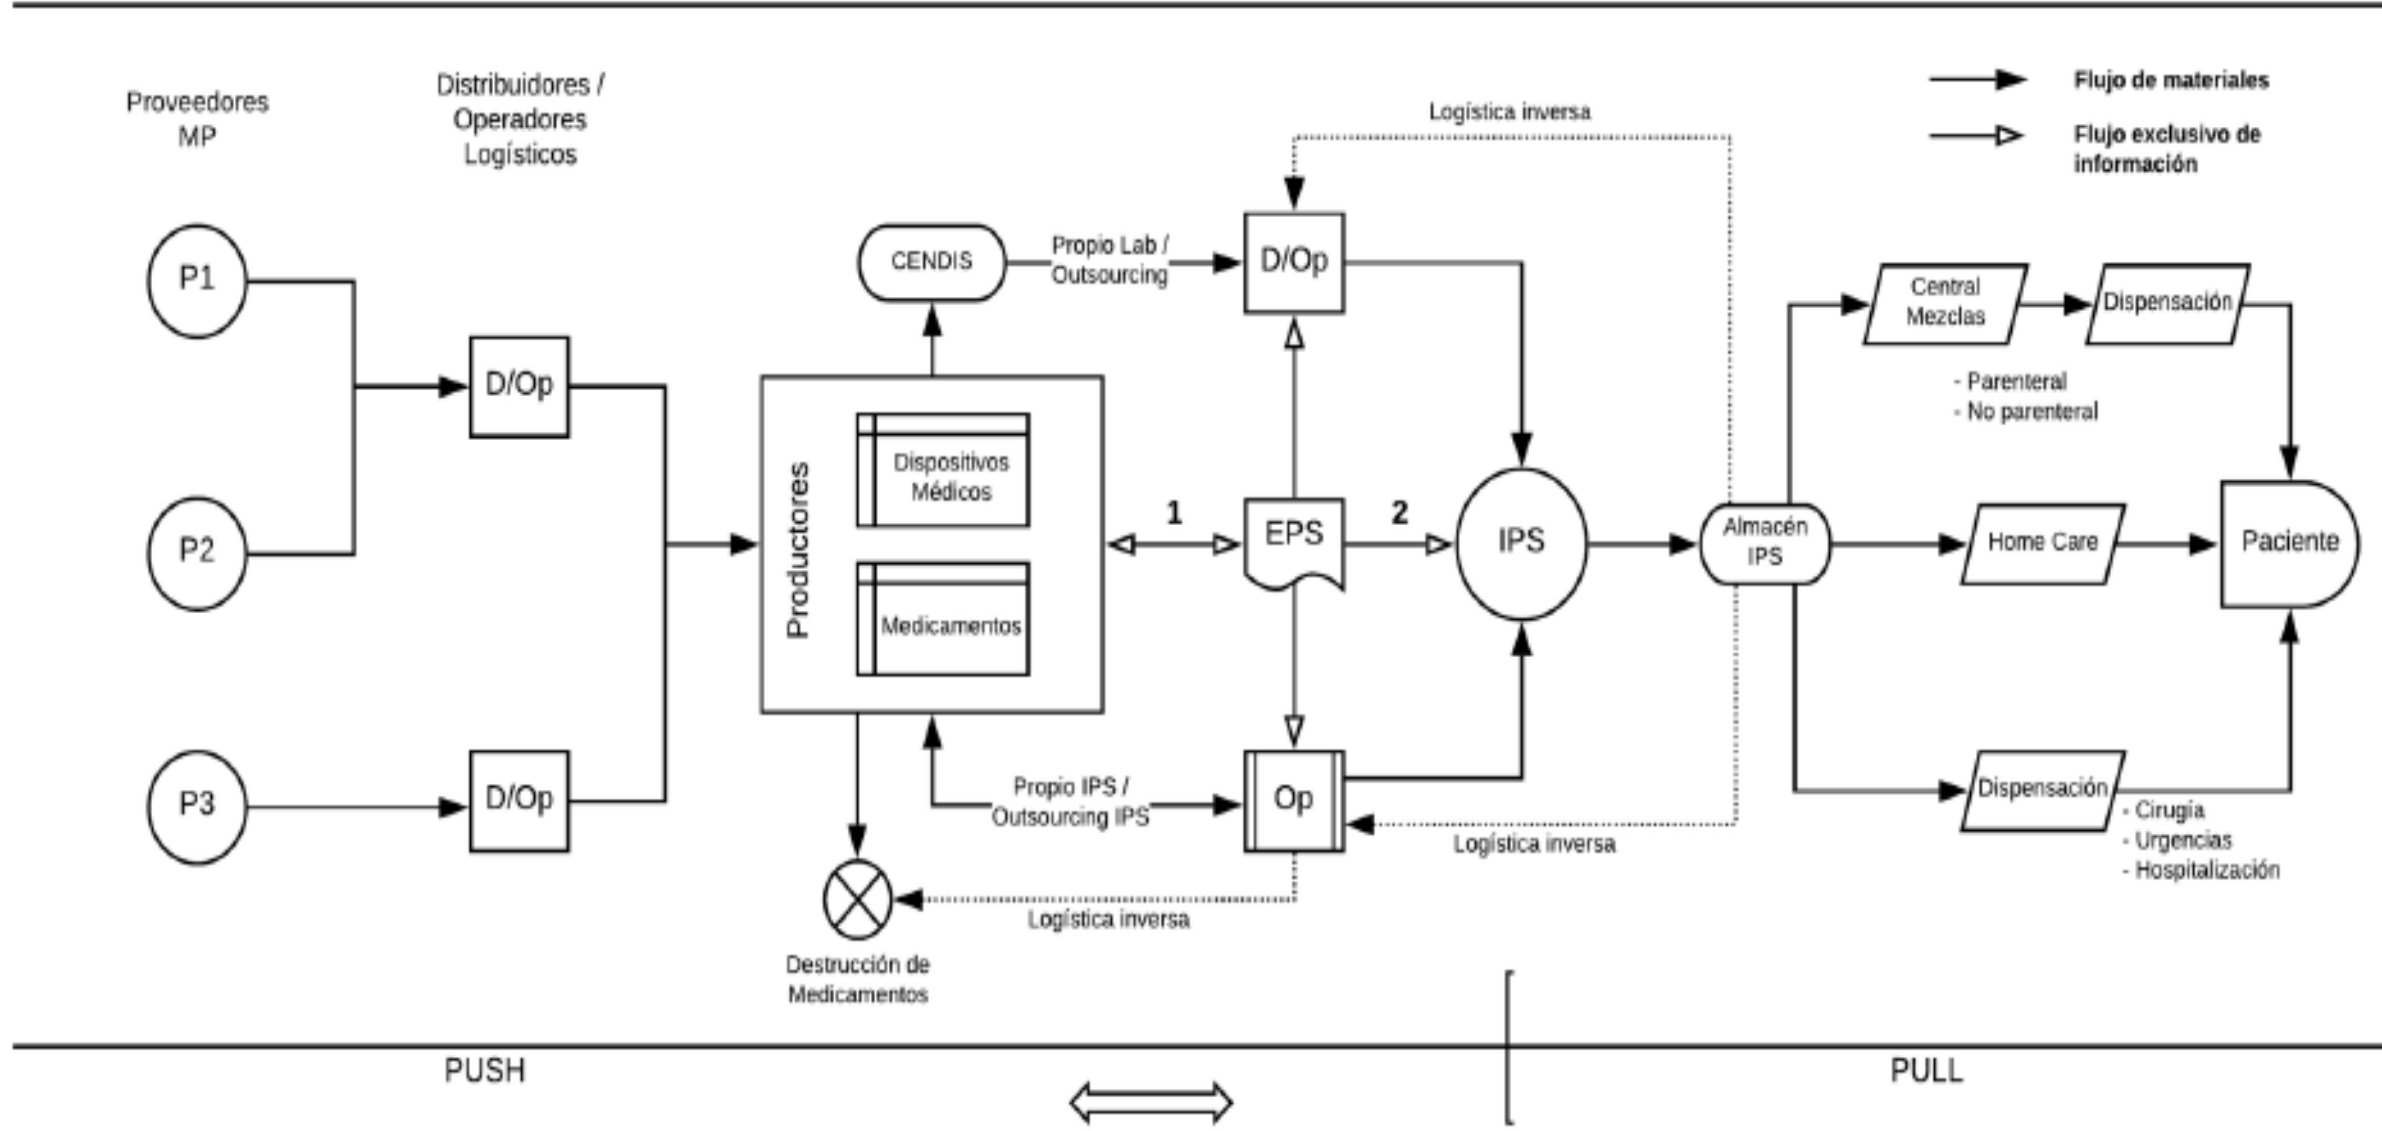 Proveedores
MP
Distribuidores /
Operadores
Logísticos
Logística inversa
Flujo de materiales
Flujo exclusivo de
información
P1
CENDIS
Propio Lab /
Outsourcing
D/Op
Central
Mezclas
Dispensación
- Parenteral
- No parenteral
D/Op
Productores
Dispositivos
Médicos
P2
1
EPS
2
IPS
Almacén
IPS
Home Care
Paciente
Medicamentos
P3
D/Op
Propio IPS /
Outsourcing IPS
Op
Logística inversa
Dispensación
- Cirugía
- Urgencias
- Hospitalización
Logística inversa
Destrucción de
Medicamentos
PUSH
PULL